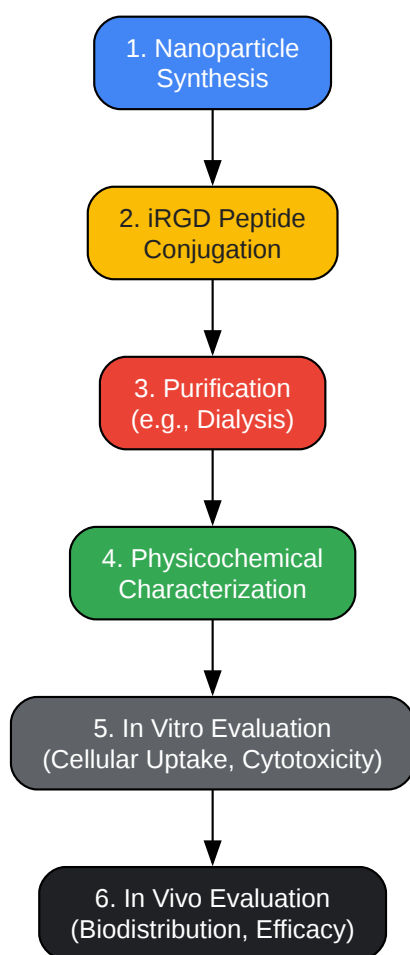 1. Nanoparticle
Synthesis
2. iRGD Peptide
Conjugation
3. Purification
(e.g., Dialysis)
4. Physicochemical
Characterization
5. In Vitro Evaluation
(Cellular Uptake, Cytotoxicity)
6. In Vivo Evaluation
(Biodistribution, Efficacy)